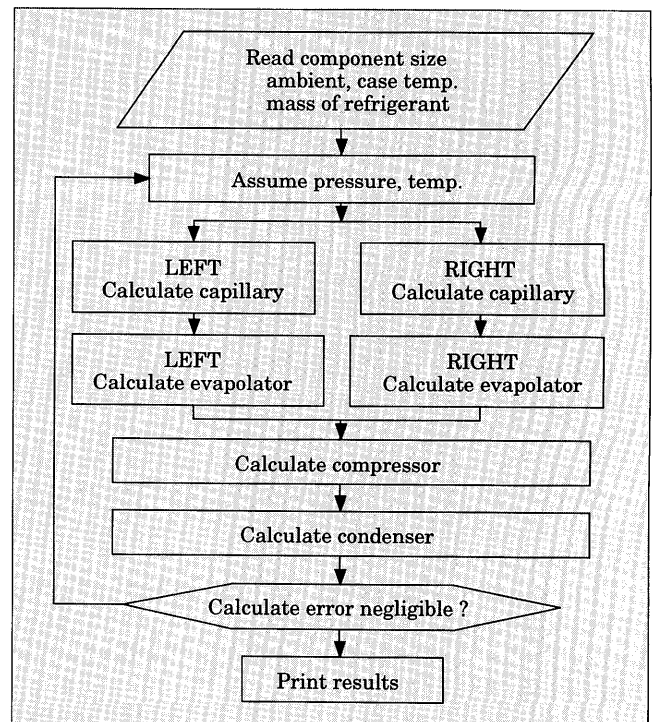 Read component size
ambient, case temp.
mass of refrigerant
Assume pressure, temp.
LEFT
Calculate capillary
RIGHT
Calculate capillary
LEFT
Calculate evapolator
RIGHT
Calculate evapolator
Calculate compressor
Calculate condenser
Calculate error negligible ?
Print results